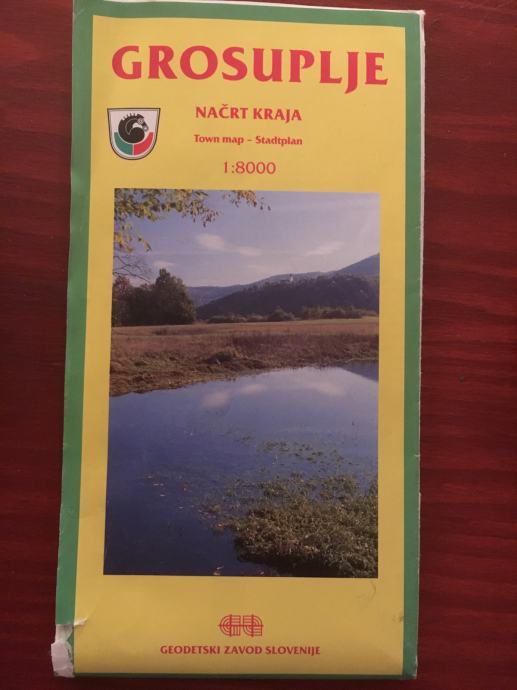 GROSUPLJE
NAČRT KRAJA
Town map - Stadtplan
1:8000
GEODETSKI ZAVOD SLOVENIJE